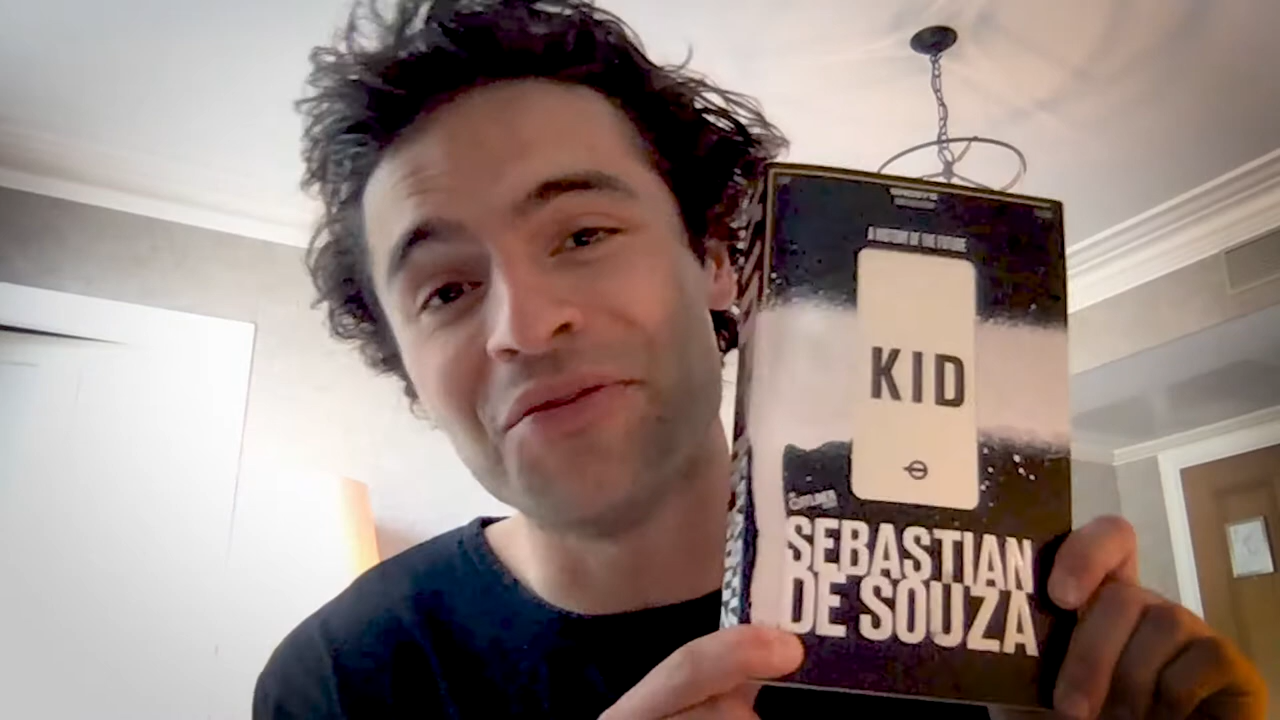 A HISTORY OF THE FUTURE
KID
SEBASTIAN
DE SOUZA